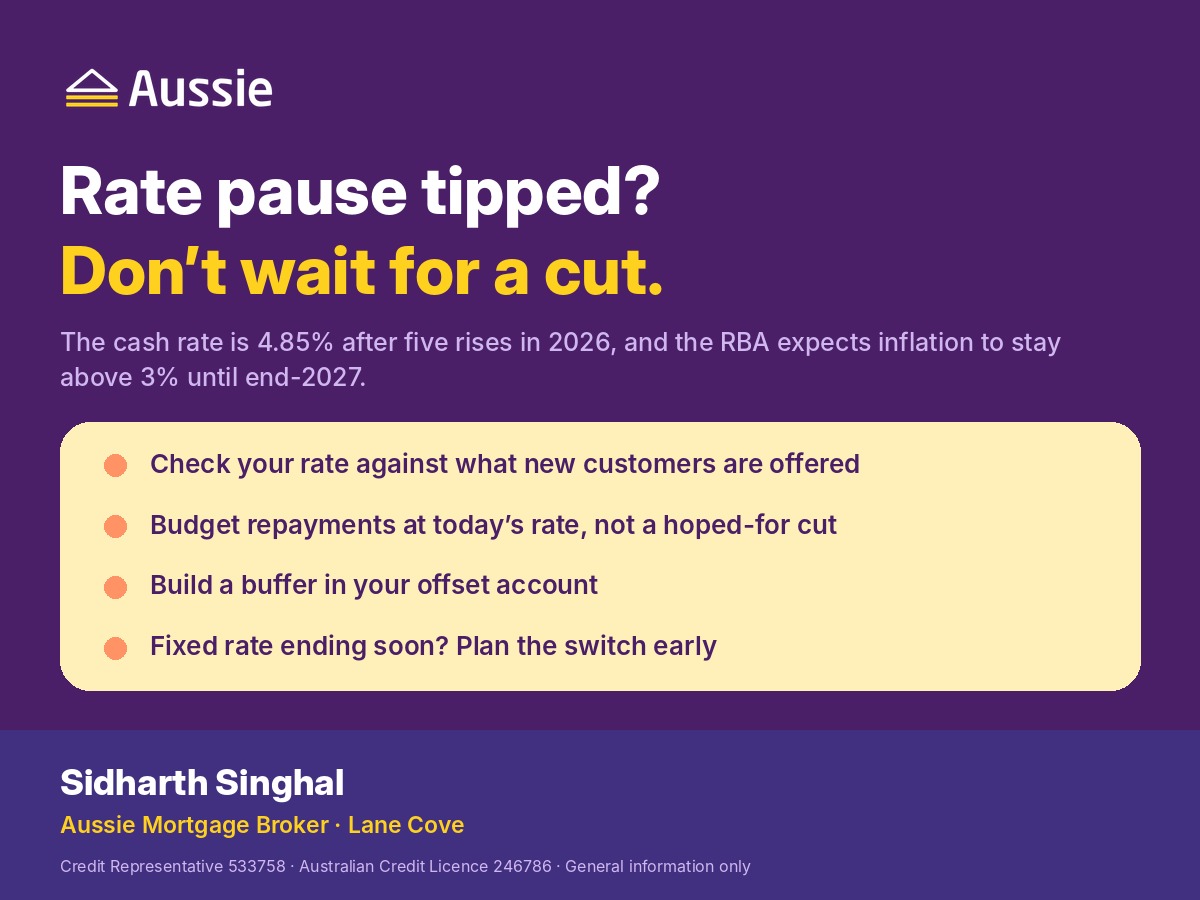 Aussie
Rate pause tipped?
Don’t wait for a cut.
The cash rate is 4.85% after five rises in 2026, and the RBA expects inflation to stay
above 3% until end-2027.
Check your rate against what new customers are offered
Budget repayments at today’s rate, not a hoped-for cut
Build a buffer in your offset account
Fixed rate ending soon? Plan the switch early
Sidharth Singhal
Aussie Mortgage Broker · Lane Cove
Credit Representative 533758 · Australian Credit Licence 246786 · General information only